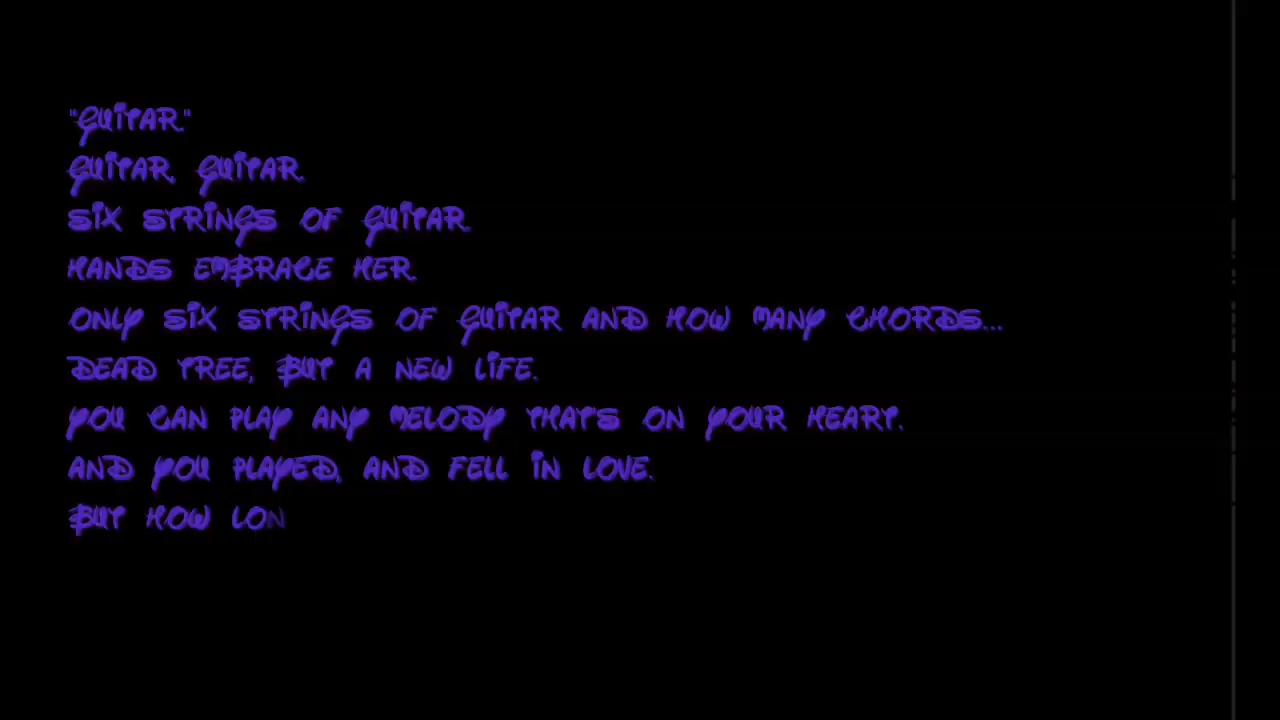 "GUITAR."
GUITAR, GUITAR.
SIX STRINGS OF GUITAR.
HANDS EMBRACE HER.
ONLY SIX STRINGS OF GUITAR AND HOW MANY CHORDS...
DEAD TREE, BUT A NEW LIFE.
YOU CAN PLAY ANY MELODY THAT'S ON YOUR HEART.
AND YOU PLAYED, AND FELL IN LOVE.
BUT HOW LON